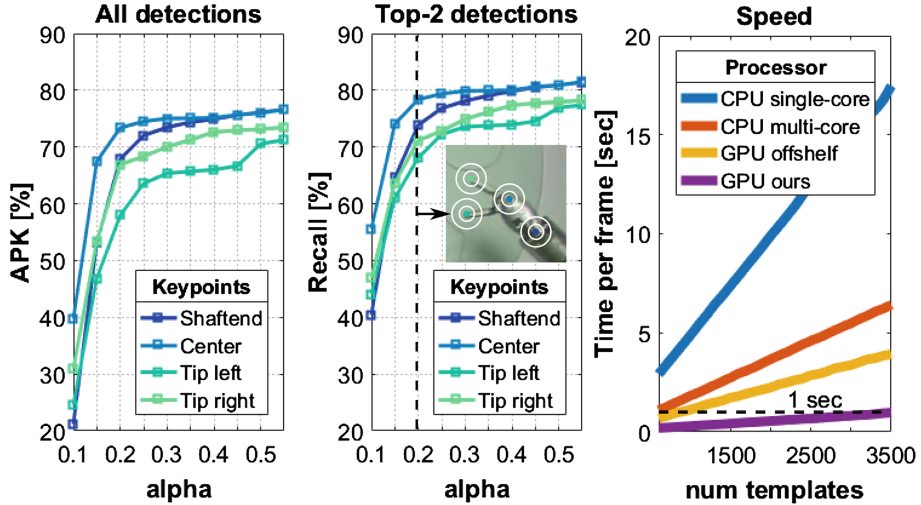 All detections
APK [%]
90
80
70
60
50
40
30
20
0.1
0.2
0.3
0.4
0.5
alpha
Keypoints
Shaftend
Center
Tip left
Tip right
Top-2 detections
Recall [%]
90
80
70
60
50
40
30
20
0.1
0.2
0.3
0.4
0.5
alpha
Keypoints
Shaftend
Center
Tip left
Tip right
Speed
Time per frame [sec]
20
15
10
5
0
1500
2500
3500
num templates
Processor
CPU single-core
CPU multi-core
GPU offshelf
GPU ours
1 sec